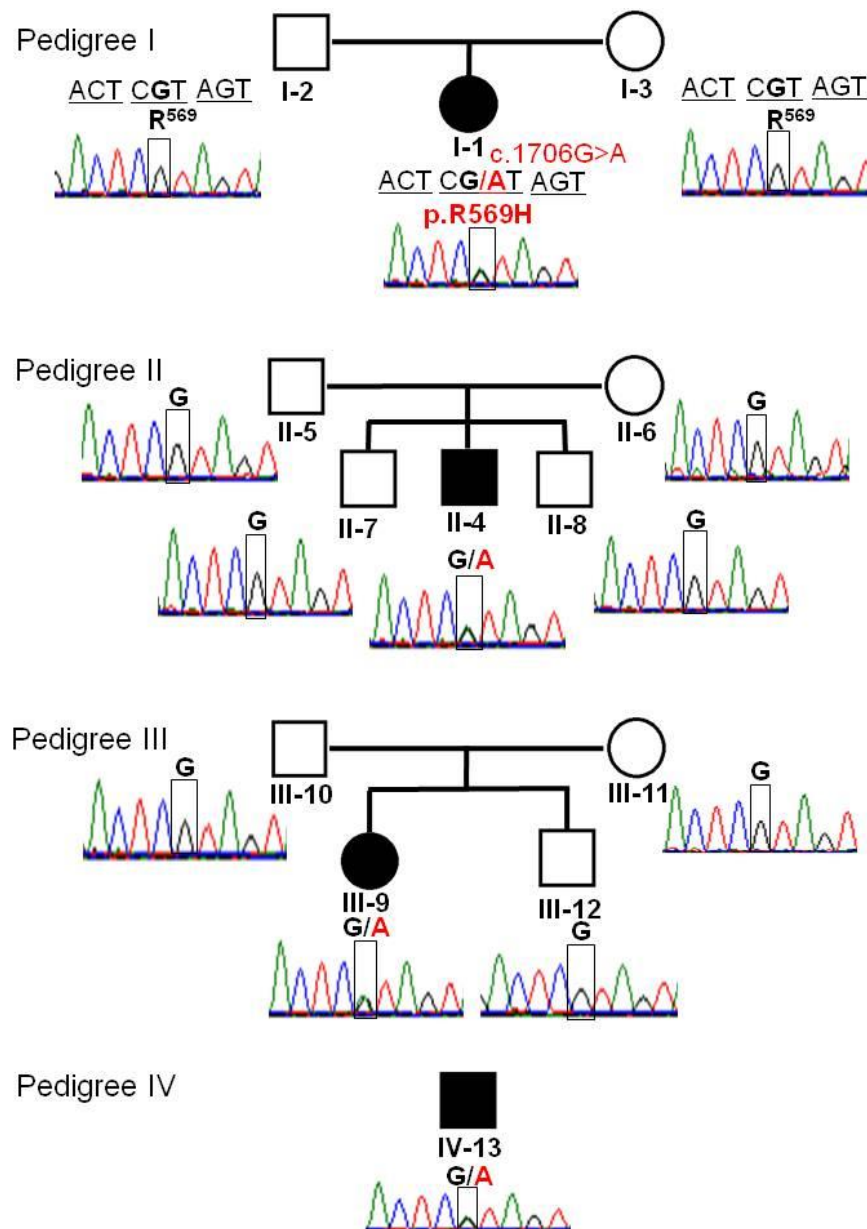 Pedigree I
I-2
I-3
ACT CGT AGT
R569
ACT CGT AGT
R569
I-1
c.1706G>A
ACT CG/AT AGT
p.R569H
Pedigree II
II-5
II-6
G
G
II-7
II-4
II-8
G
G/A
G
Pedigree III
III-10
III-11
G
G
III-9
III-12
G/A
G
Pedigree IV
IV-13
G/A